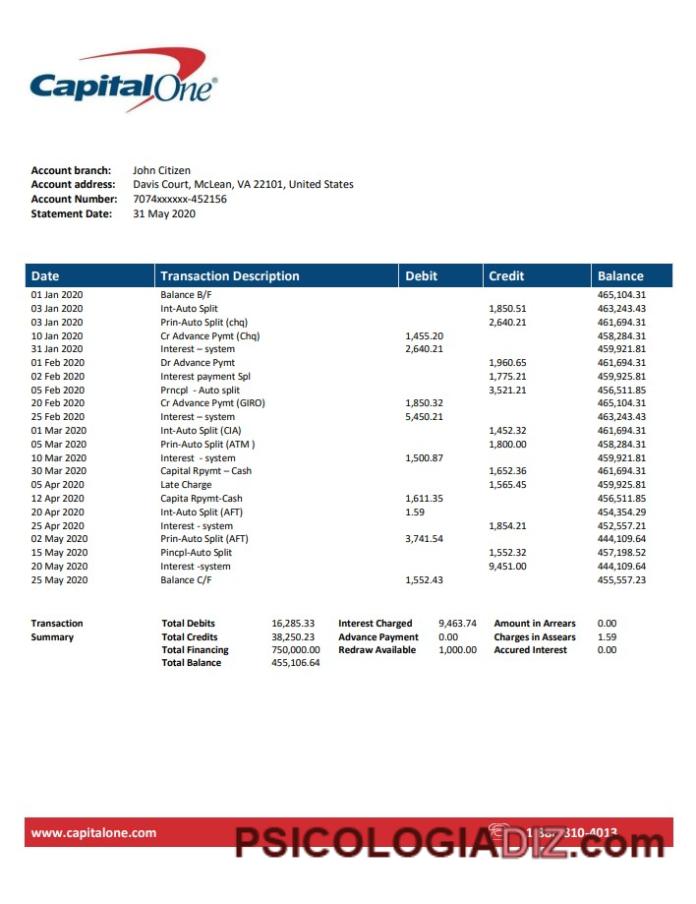 CapitalOne®
Account branch: John Citizen
Account address: Davis Court, McLean, VA 22101, United States
Account Number: 7074xxxxxx-452156
Statement Date: 31 May 2020
Date Transaction Description Debit Credit Balance
01 Jan 2020 Balance B/F 465,104.31
03 Jan 2020 Int-Auto Split 1,850.51 463,243.43
03 Jan 2020 Prin-Auto Split (chq) 2,640.21 461,694.31
10 Jan 2020 Cr Advance Pymt (Chq) 1,455.20 458,284.31
31 Jan 2020 Interest – system 2,640.21 459,921.81
01 Feb 2020 Dr Advance Pymt 1,960.65 461,694.31
02 Feb 2020 Interest payment Spl 1,775.21 459,925.81
05 Feb 2020 Prncpl - Auto split 3,521.21 456,511.85
20 Feb 2020 Cr Advance Pymt (GIRO) 1,850.32 465,104.31
25 Feb 2020 Interest – system 5,450.21 463,243.43
01 Mar 2020 Int-Auto Split (CIA) 1,452.32 461,694.31
05 Mar 2020 Prin-Auto Split (ATM ) 1,800.00 458,284.31
10 Mar 2020 Interest - system 1,500.87 459,921.81
30 Mar 2020 Capital Rpymt – Cash 1,652.36 461,694.31
05 Apr 2020 Late Charge 1,565.45 459,925.81
12 Apr 2020 Capita Rpymt-Cash 1,611.35 456,511.85
20 Apr 2020 Int-Auto Split (AFT) 1.59 454,354.29
25 Apr 2020 Interest - system 1,854.21 452,557.21
02 May 2020 Prin-Auto Split (AFT) 3,741.54 444,109.64
15 May 2020 Pincpl-Auto Split 1,552.32 457,198.52
20 May 2020 Interest -system 9,451.00 444,109.64
25 May 2020 Balance C/F 1,552.43 455,557.23
Transaction Total Debits 16,285.33 Interest Charged 9,463.74 Amount in Arrears 0.00
Summary Total Credits 38,250.23 Advance Payment 0.00 Charges in Assears 1.59
Total Financing 750,000.00 Redraw Available 1,000.00 Accured Interest 0.00
Total Balance 455,106.64
www.capitalone.com
PSICOLOGIADIZ.com